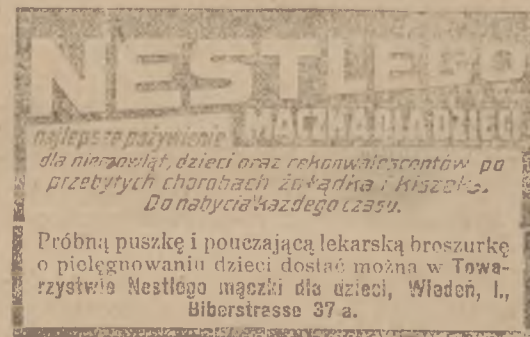 NESTLEGO
MĄCZKA DLA DZIECI
najlepsze pożywienie
dla niemowląt, dzieci oraz rekonwalescentów po
przebytych chorobach żołądka i kiszek.
Do nabycia każdego czasu.
Próbną puszkę i pouczającą lekarską broszurkę
o pielęgnowaniu dzieci dostać można w Towa-
rzystwie Nestlego mączki dla dzieci, Wiedeń, I.,
Biberstrasse 37 a.